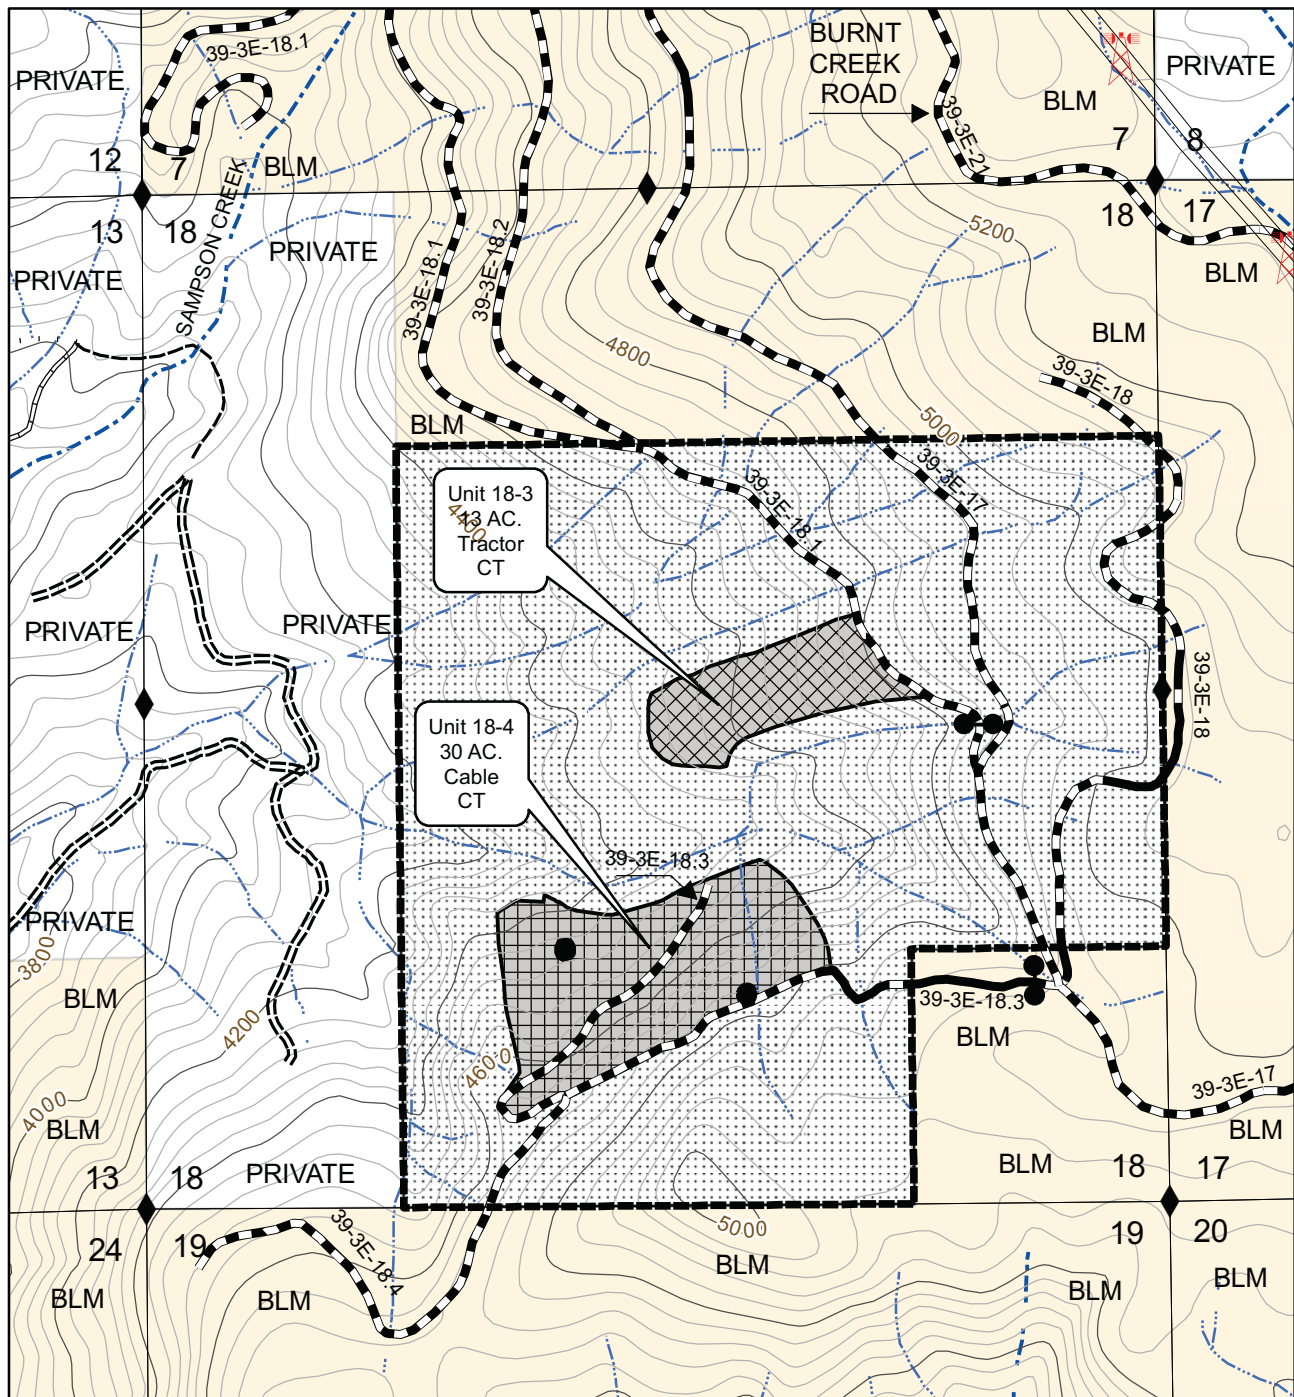 BURNT
CREEK
ROAD
39-3E-18.1
PRIVATE
PRIVATE
BLM
39-3E-21
7
8
12
7
BLM
SAMPSON CREEK
13
18
PRIVATE
18
17
5200
PRIVATE
BLM
39-3E-18.1
39-3E-18.2
BLM
4800
39-3E-18
5000
BLM
39-3E-17
39-3E-18.1
Unit 18-3
13 AC.
Tractor
CT
4400
PRIVATE
PRIVATE
39-3E-18
Unit 18-4
30 AC.
Cable
CT
39-3E-18.3
PRIVATE
3800
BLM
39-3E-18.3
BLM
4200
4600
39-3E-17
4000
BLM
BLM
13
18
PRIVATE
BLM
18
17
39-3E-18.4
5000
24
19
19
20
BLM
BLM
BLM
BLM
BLM